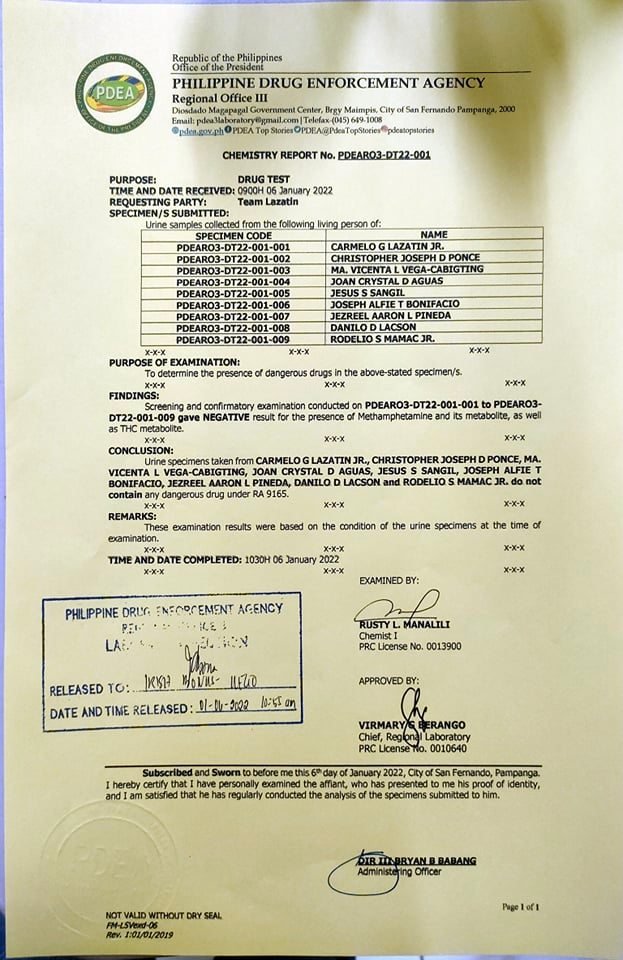 Republic of the Philippines
Office of the President
PHILIPPINE DRUG ENFORCEMENT AGENCY
Regional Office III
Diosdado Magapagal Government Center, Brgy Maimpis, City of San Fernando Pampanga, 2000
Email: pdea3laboratory@gmail.com | Telefax-(045) 649-1008
pdea.gov.ph PDEA Top Stories PDEA@PdeaTopStories pdeatopstories
PDEA
CHEMISTRY REPORT No. PDEARO3-DT22-001
PURPOSE: DRUG TEST
TIME AND DATE RECEIVED: 0900H 06 January 2022
REQUESTING PARTY: Team Lazatin
SPECIMEN/S SUBMITTED:
Urine samples collected from the following living person of:
SPECIMEN CODE NAME
PDEARO3-DT22-001-001 CARMELO G LAZATIN JR.
PDEARO3-DT22-001-002 CHRISTOPHER JOSEPH D PONCE
PDEARO3-DT22-001-003 MA. VICENTA L VEGA-CABIGTING
PDEARO3-DT22-001-004 JOAN CRYSTAL D AGUAS
PDEARO3-DT22-001-005 JESUS S SANGIL
PDEARO3-DT22-001-006 JOSEPH ALFIE T BONIFACIO
PDEARO3-DT22-001-007 JEZREEL AARON L PINEDA
PDEARO3-DT22-001-008 DANILO D LACSON
PDEARO3-DT22-001-009 RODELIO S MAMAC JR.
x-x-x x-x-x x-x-x
PURPOSE OF EXAMINATION:
To determine the presence of dangerous drugs in the above-stated specimen/s.
x-x-x x-x-x x-x-x
FINDINGS:
Screening and confirmatory examination conducted on PDEARO3-DT22-001-001 to PDEARO3-
DT22-001-009 gave NEGATIVE result for the presence of Methamphetamine and its metabolite, as well
as THC metabolite.
x-x-x x-x-x x-x-x
CONCLUSION:
Urine specimens taken from CARMELO G LAZATIN JR., CHRISTOPHER JOSEPH D PONCE, MA.
VICENTA L VEGA-CABIGTING, JOAN CRYSTAL D AGUAS, JESUS S SANGIL, JOSEPH ALFIE T
BONIFACIO, JEZREEL AARON L PINEDA, DANILO D LACSON and RODELIO S MAMAC JR. do not
contain any dangerous drug under RA 9165.
x-x-x x-x-x x-x-x
REMARKS:
These examination results were based on the condition of the urine specimens at the time of
examination.
x-x-x x-x-x x-x-x
TIME AND DATE COMPLETED: 1030H 06 January 2022
x-x-x x-x-x x-x-x
EXAMINED BY:
RUSTY L. MANALILI
Chemist I
PRC License No. 0013900
PHILIPPINE DRUG ENFORCEMENT AGENCY
RELEASED TO:
DATE AND TIME RELEASED: 01-06-2022 10:55 am
APPROVED BY:
VIRMARY S BERANGO
Chief, Regional Laboratory
PRC License No. 0010640
Subscribed and Sworn to before me this 6th day of January 2022, City of San Fernando, Pampanga.
I hereby certify that I have personally examined the affiant, who has presented to me his proof of identity,
and I am satisfied that he has regularly conducted the analysis of the specimens submitted to him.
DIR III BRYAN B BABANG
Administering Officer
Page 1 of 1
NOT VALID WITHOUT DRY SEAL
FM-LSVexd-06
Rev. 1:01/01/2019